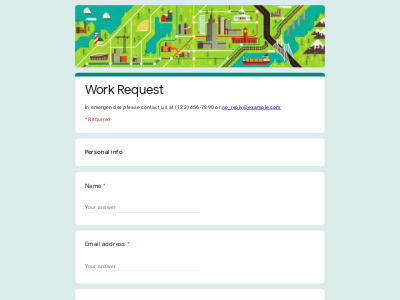 Work Request
In emergencies please contact us at (123) 456-7890 or no_reply@example.com
* Required
Personal info
Name *
Your answer
Email address *
Your answer